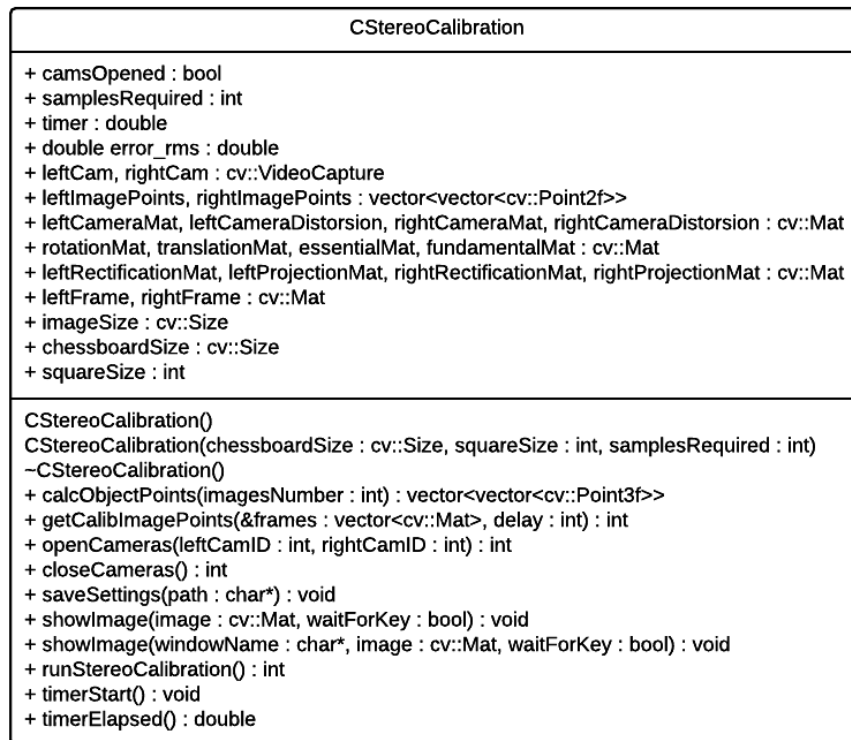 CStereoCalibration
+ camsOpened : bool
+ samplesRequired : int
+ timer : double
+ double error_rms : double
+ leftCam, rightCam : cv::VideoCapture
+ leftImagePoints, rightImagePoints : vector<vector<cv::Point2f>>
+ leftCameraMat, leftCameraDistorsion, rightCameraMat, rightCameraDistorsion : cv::Mat
+ rotationMat, translationMat, essentialMat, fundamentalMat : cv::Mat
+ leftRectificationMat, leftProjectionMat, rightRectificationMat, rightProjectionMat : cv::Mat
+ leftFrame, rightFrame : cv::Mat
+ imageSize : cv::Size
+ chessboardSize : cv::Size
+ squareSize : int
CStereoCalibration()
CStereoCalibration(chessboardSize : cv::Size, squareSize : int, samplesRequired : int)
~CStereoCalibration()
+ calcObjectPoints(imagesNumber : int) : vector<vector<cv::Point3f>>
+ getCalibImagePoints(&frames : vector<cv::Mat>, delay : int) : int
+ openCameras(leftCamID : int, rightCamID : int) : int
+ closeCameras() : int
+ saveSettings(path : char*) : void
+ showImage(image : cv::Mat, waitForKey : bool) : void
+ showImage(windowName : char*, image : cv::Mat, waitForKey : bool) : void
+ runStereoCalibration() : int
+ timerStart() : void
+ timerElapsed() : double